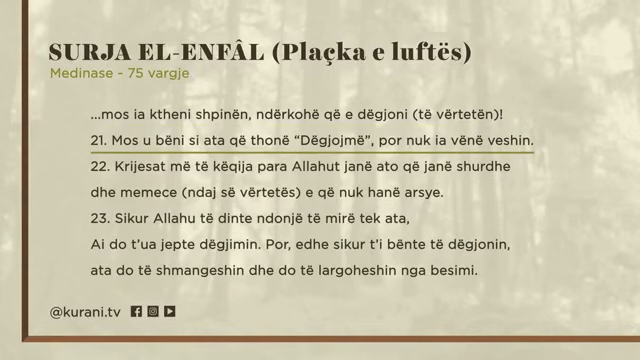 SURJA EL-ENFÂL (Plaçka e luftës)
Medinase - 75 vargje
...mos ia ktheni shpinën, ndërkohë që e dëgjoni (të vërtetën)!
21. Mos u bëni si ata që thonë “Dëgjojmë”, por nuk ia vënë veshin.
22. Krijesat më të këqija para Allahut janë ato që janë shurdhe
dhe memece (ndaj së vërtetës) e që nuk hanë arsye.
23. Sikur Allahu të dinte ndonjë të mirë tek ata,
Ai do t’ua jepte dëgjimin. Por, edhe sikur t’i bënte të dëgjonin,
ata do të shmangeshin dhe do të largoheshin nga besimi.
@kurani.tv